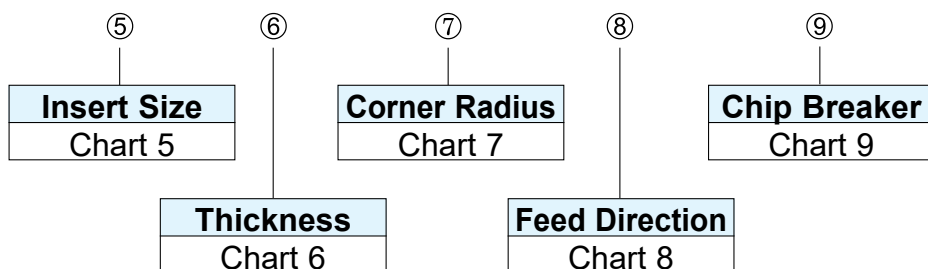 ⑤ ⑥ ⑦ ⑧ ⑨
Insert Size Corner Radius Chip Breaker
Chart 5 Chart 7 Chart 9
Thickness Feed Direction
Chart 6 Chart 8